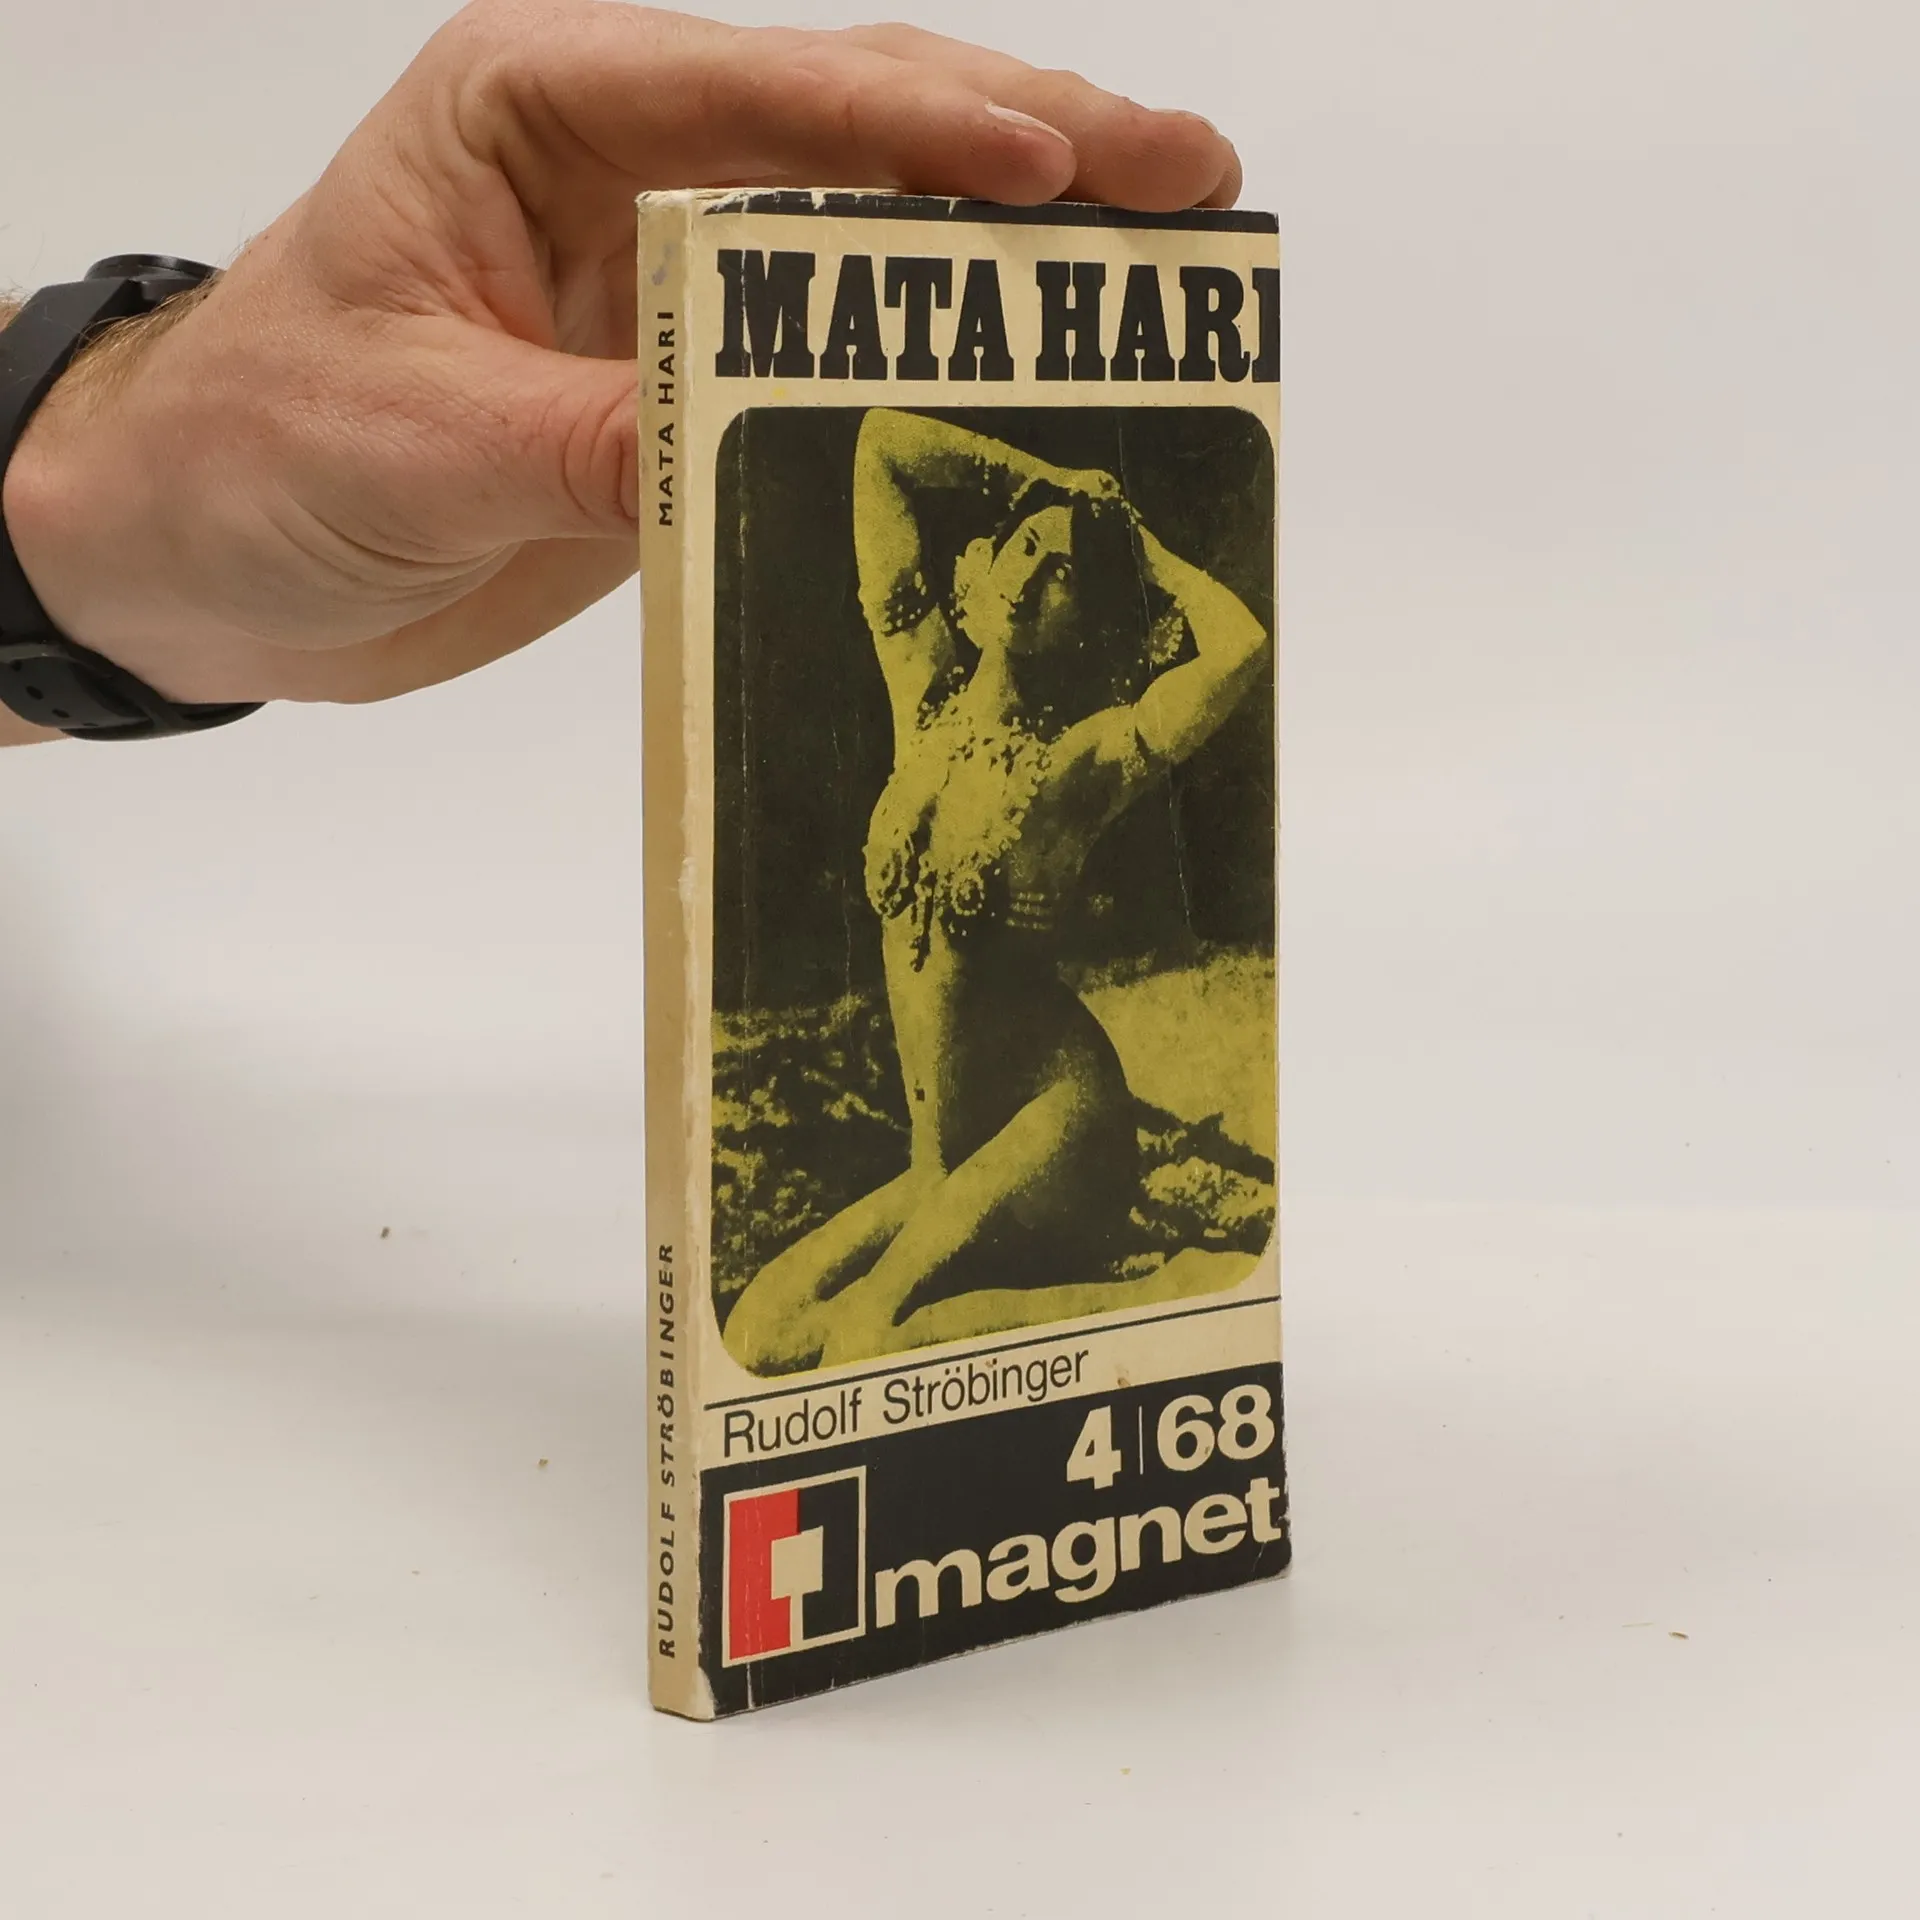 MATA HARI
MATA HARI
RUDOLF STRÖBINGER
Rudolf Ströbinger
4|68
magnet